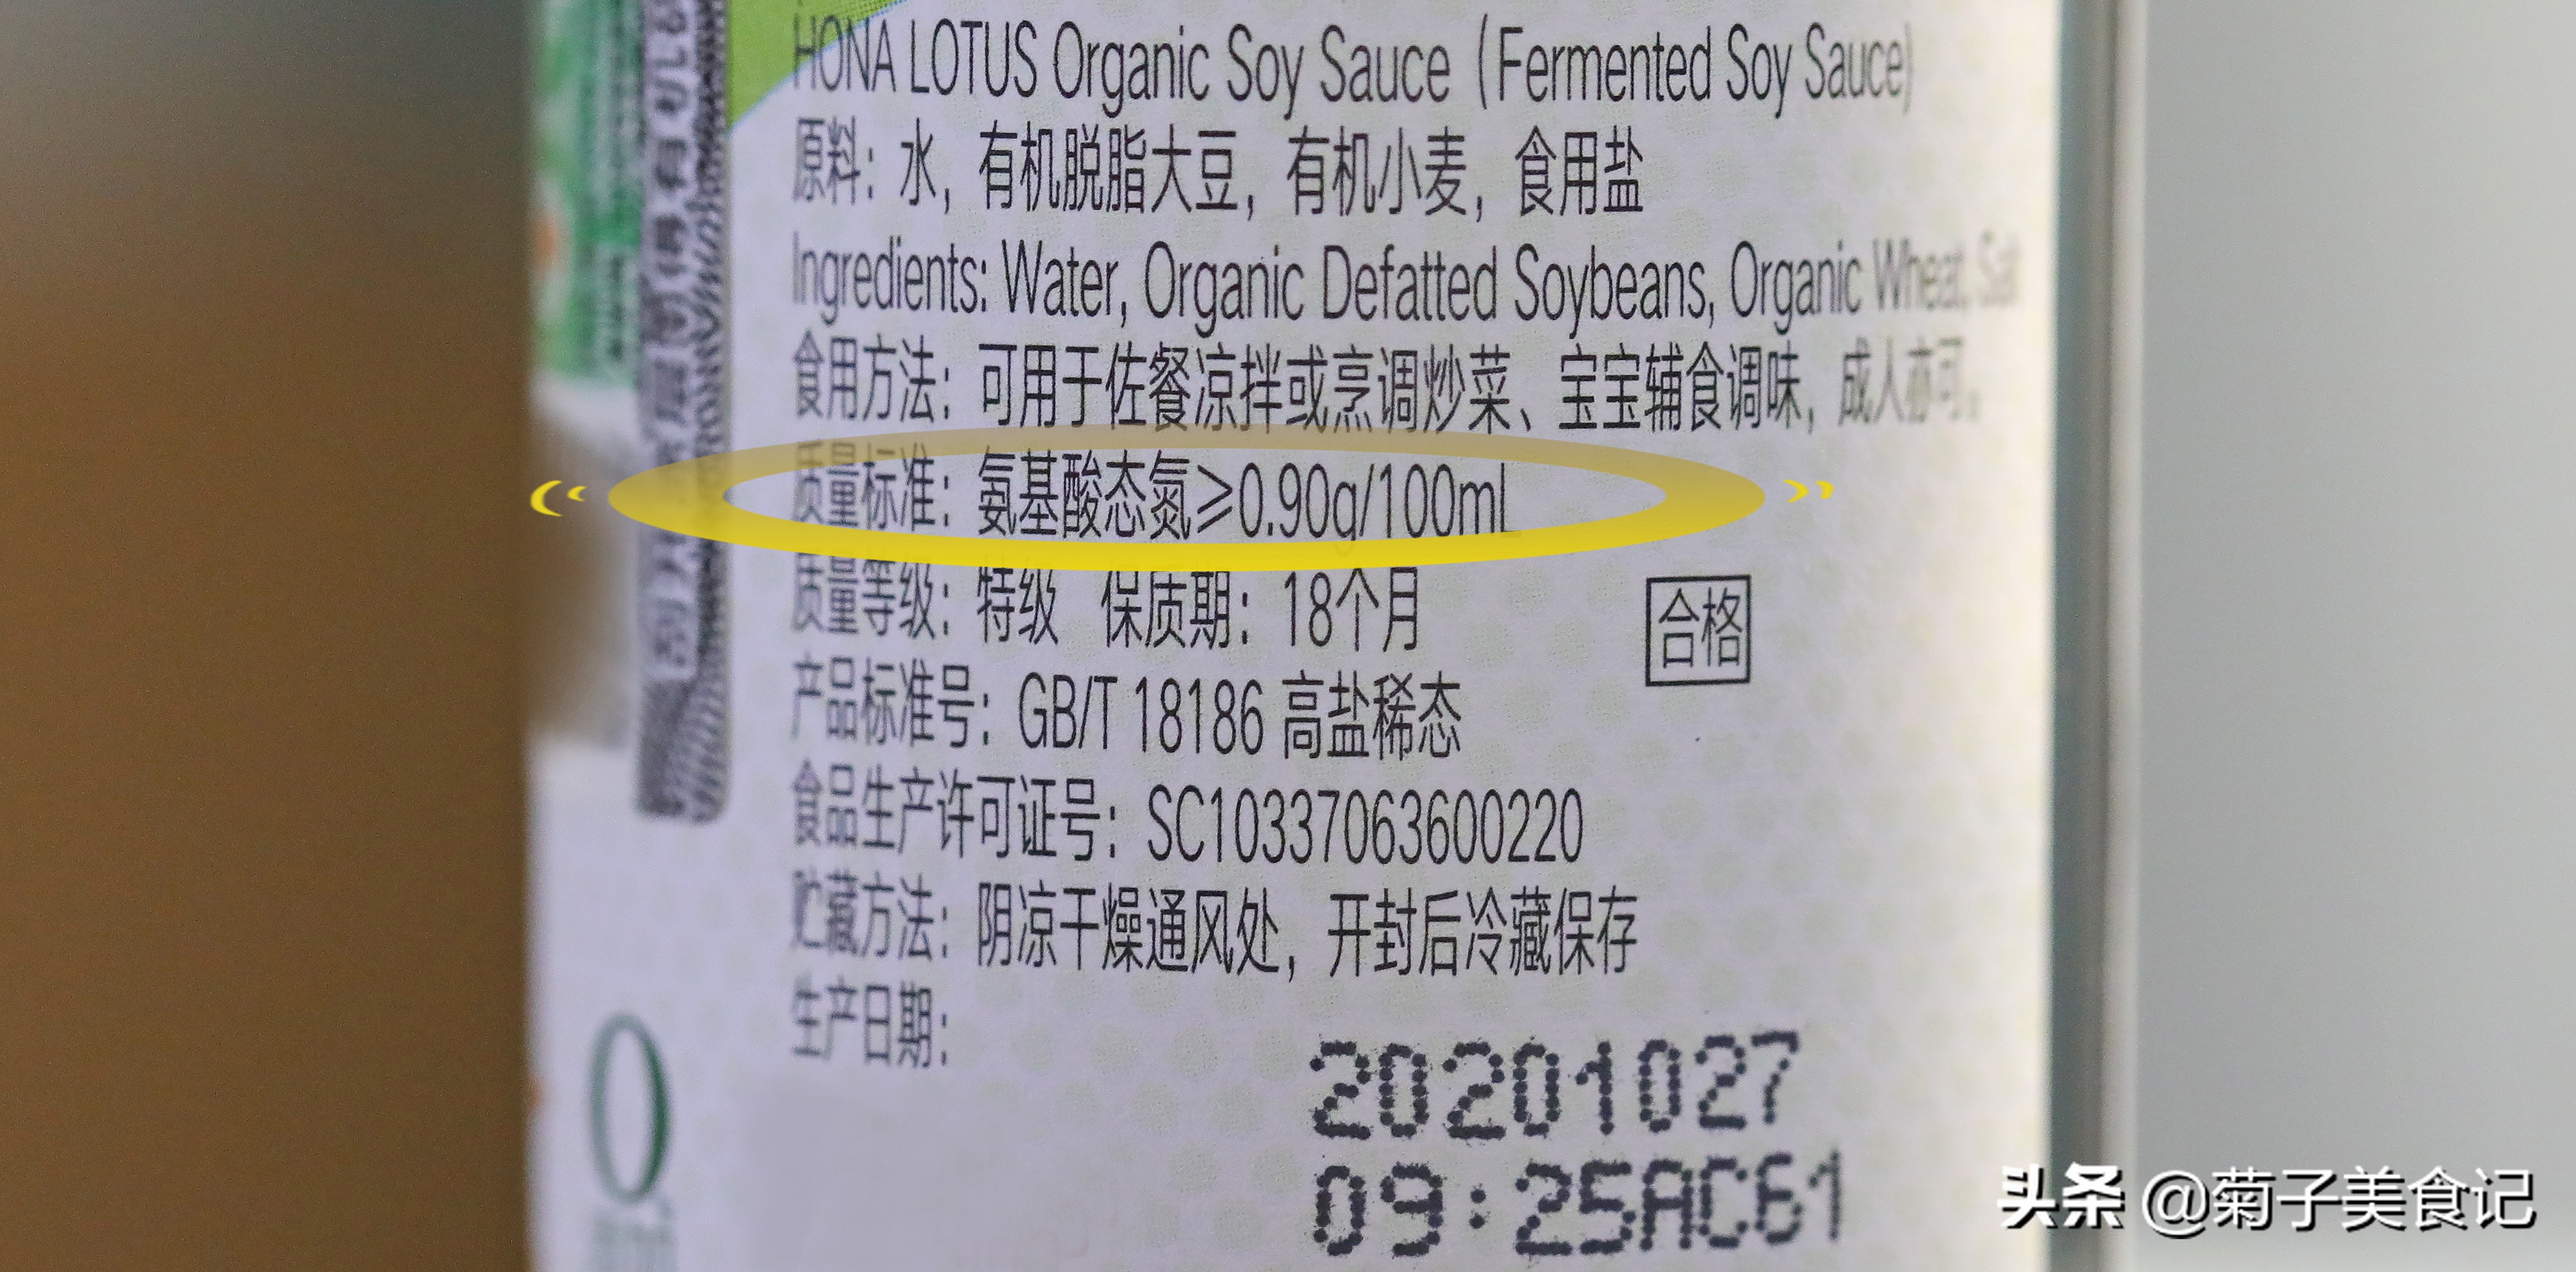 HONA LOTUS Organic Soy Sauce (Fermented Soy Sauce)
原料：水，有机脱脂大豆，有机小麦，食用盐
Ingredients: Water, Organic Defatted Soybeans, Organic Wheat, Salt
食用方法：可用于佐餐凉拌或烹调炒菜、宝宝辅食调味，成人亦可。
质量标准：氨基酸态氮≥0.90g/100mL
质量等级：特级 保质期：18个月
合格
产品标准号：GB/T 18186 高盐稀态
食品生产许可证号：SC10337063600220
贮藏方法：阴凉干燥通风处，开封后冷藏保存
生产日期：
20201027
09:25AC61
头条 @菊子美食记